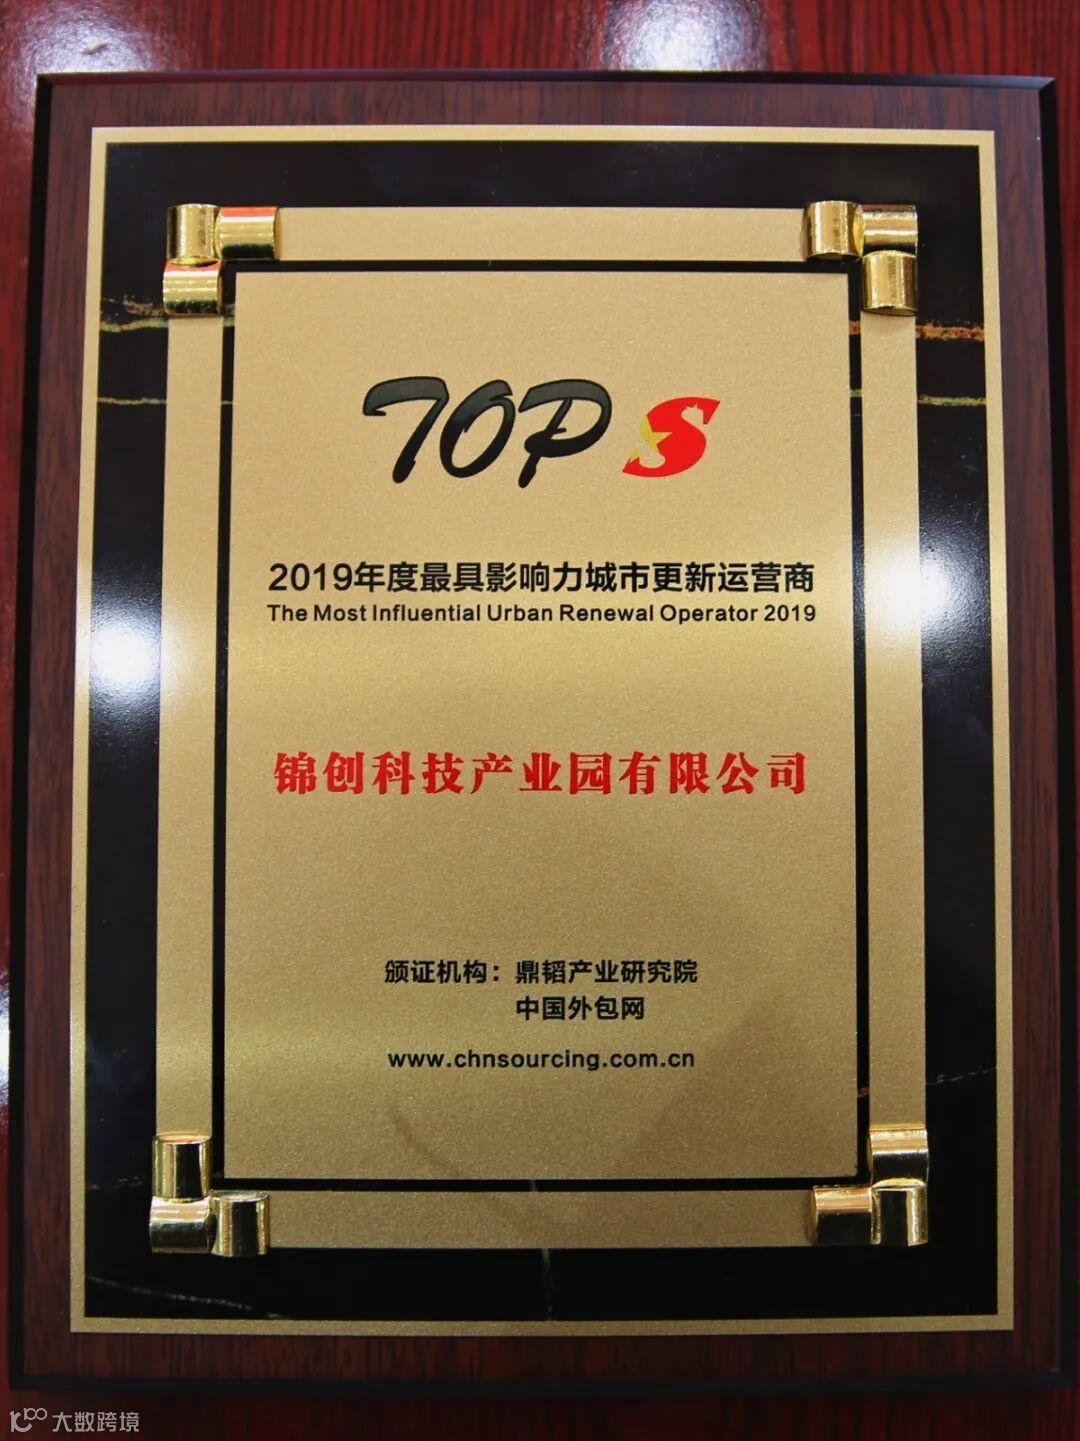 TOP S
2019年度最具影响力城市更新运营商
The Most Influential Urban Renewal Operator 2019
锦创科技产业园有限公司
颁证机构：鼎韬产业研究院
中国外包网
www.chnsourcing.com.cn
大数跨境